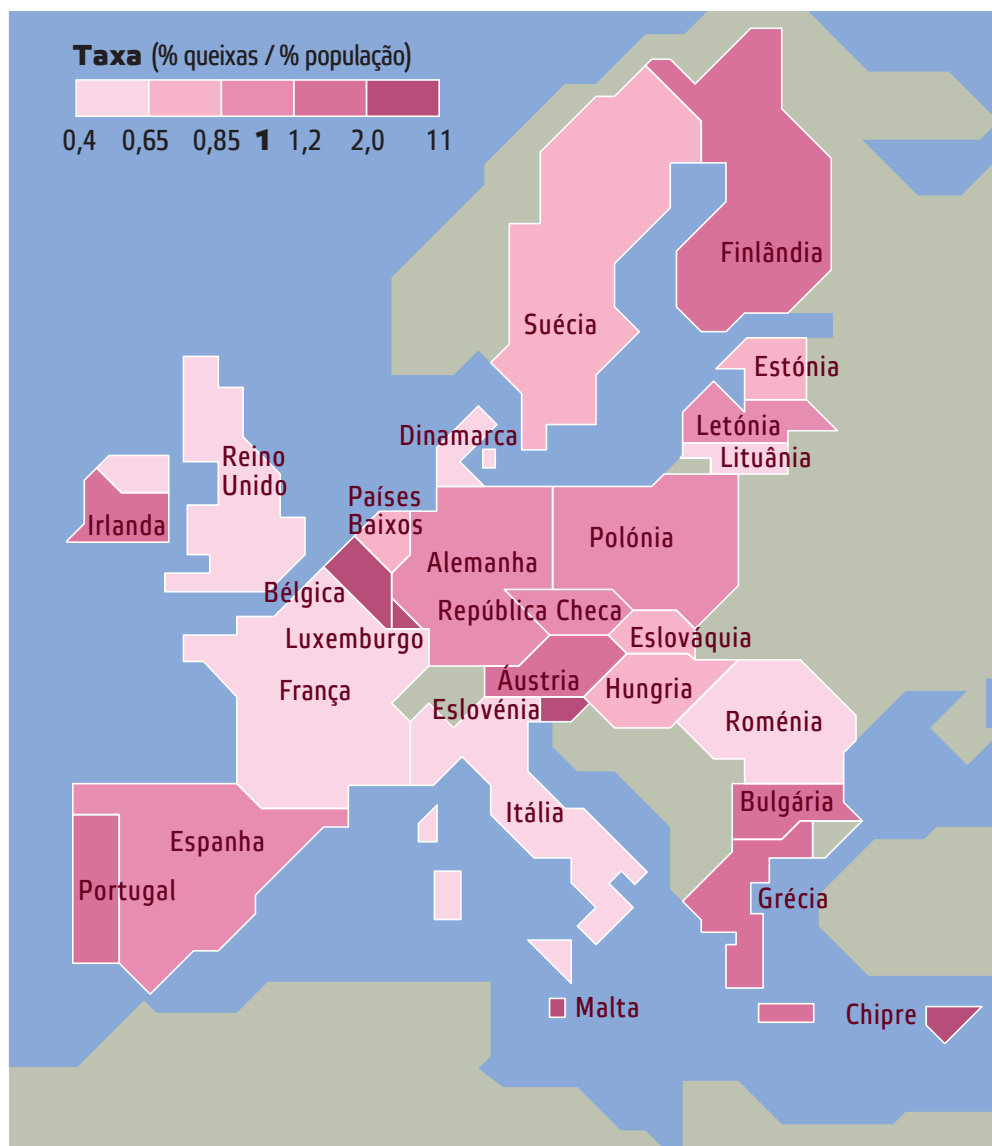 Taxa (% queixas / % população)
0,4 0,65 0,85 1 1,2 2,0 11
Finlândia
Suécia
Estónia
Letónia
Lituânia
Dinamarca
Reino
Unido
Irlanda
Países
Baixos
Polónia
Alemanha
Bélgica
República Checa
Luxemburgo
Eslováquia
Áustria
Hungria
França
Eslovénia
Roménia
Bulgária
Itália
Espanha
Portugal
Grécia
Malta
Chipre